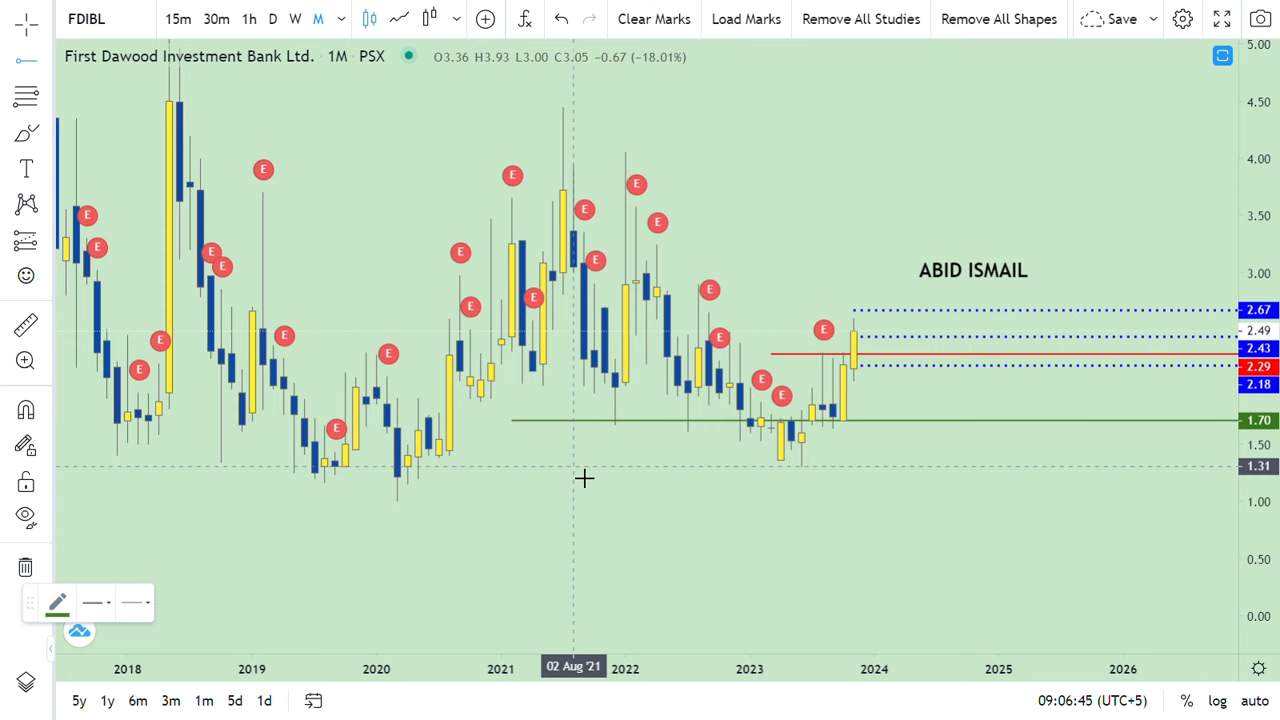 FDIBL 15m 30m 1h D W M Clear Marks Load Marks Remove All Studies Remove All Shapes Save
First Dawood Investment Bank Ltd. · 1M · PSX O3.36 H3.93 L3.00 C3.05 −0.67 (−18.01%)
5.00
4.50
4.00
3.50
3.00
ABID ISMAIL
2.67
2.49
2.43
2.29
2.18
1.70
1.50
1.31
1.00
0.50
0.00
E E E E E E E E E E E E E E E E E E E E E E E E
2018 2019 2020 2021 02 Aug '21 2022 2023 2024 2025 2026
5y 1y 6m 3m 1m 5d 1d 09:06:45 (UTC+5) % log auto